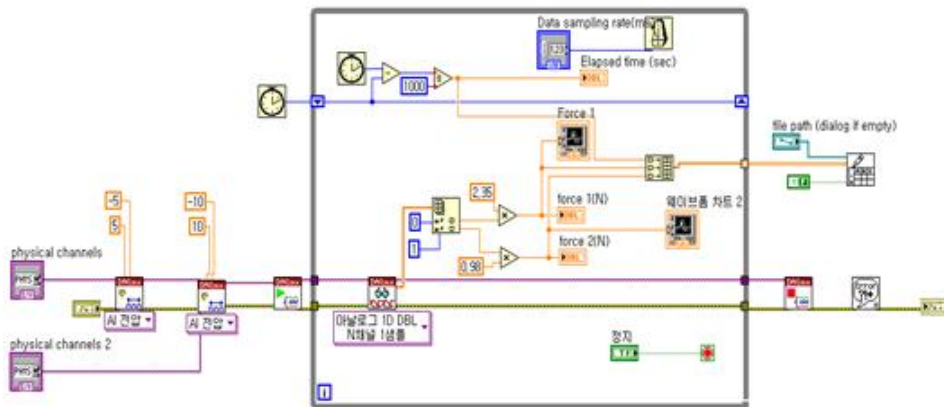 Data sampling rate(ms
Elapsed time (sec)
1000
Force 1
file path (dialog if empty)
-5
5
-10
10
2,35
0
1
0,98
force 1(N)
force 2(N)
웨이브폼 차트 2
physical channels
AI 전압
AI 전압
아날로그 1D DBL
N채널 1샘플
physical channels 2
정지
TF
i
Error